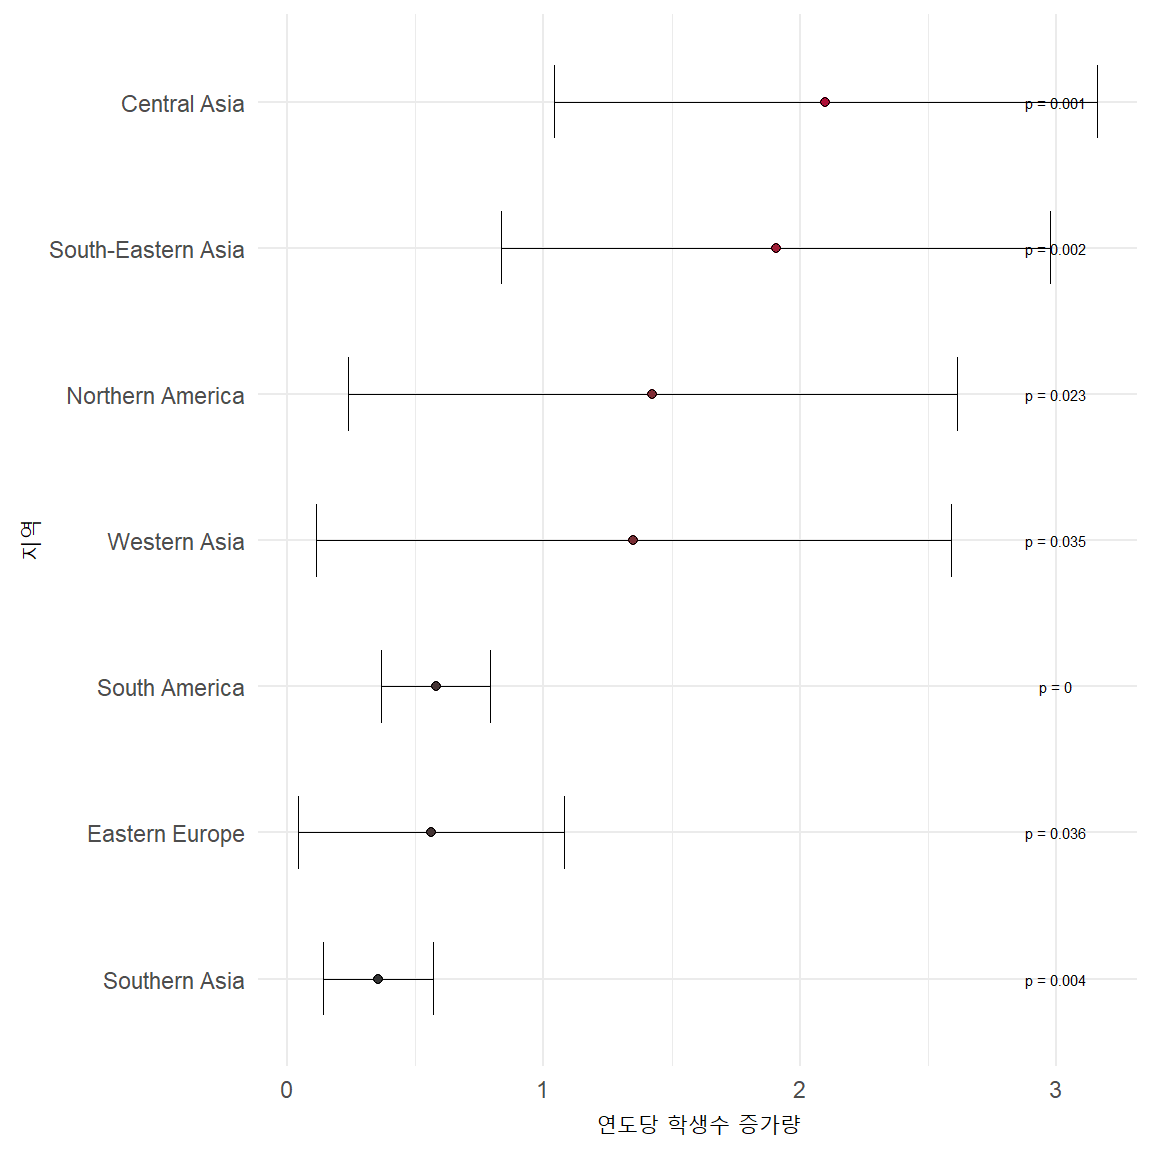 Central Asia
p = 0.001
South-Eastern Asia
p = 0.002
Northern America
p = 0.023
지역
Western Asia
p = 0.035
South America
p = 0
Eastern Europe
p = 0.036
Southern Asia
p = 0.004
0 1 2 3
연도당 학생수 증가량